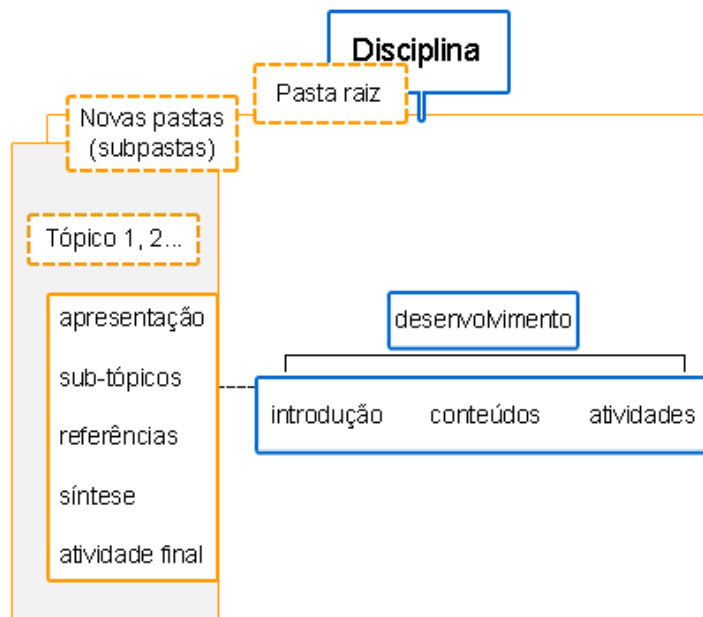 Disciplina
Pasta raiz
Novas pastas
(subpastas)
Tópico 1, 2...
apresentação
sub-tópicos
referências
síntese
atividade final
desenvolvimento
introdução conteúdos atividades